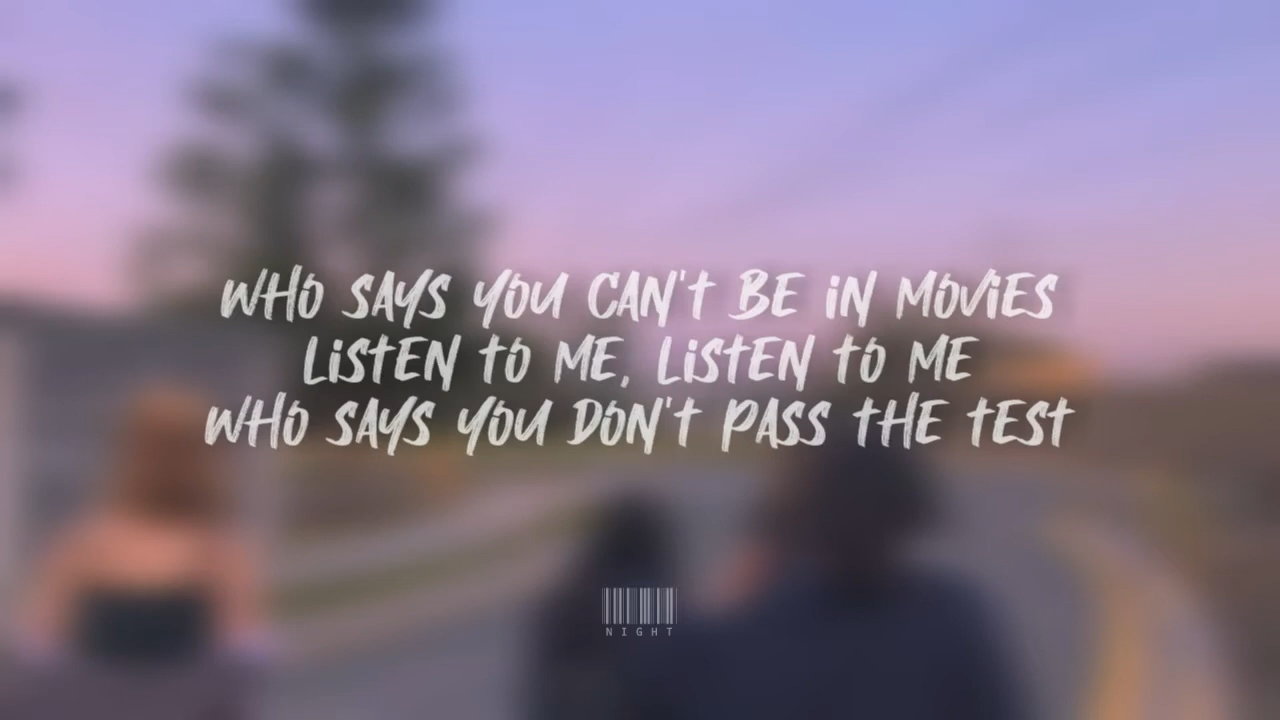 WHO SAYS YOU CAN'T BE IN MOVIES
LISTEN TO ME, LISTEN TO ME
WHO SAYS YOU DON'T PASS THE TEST
NIGHT